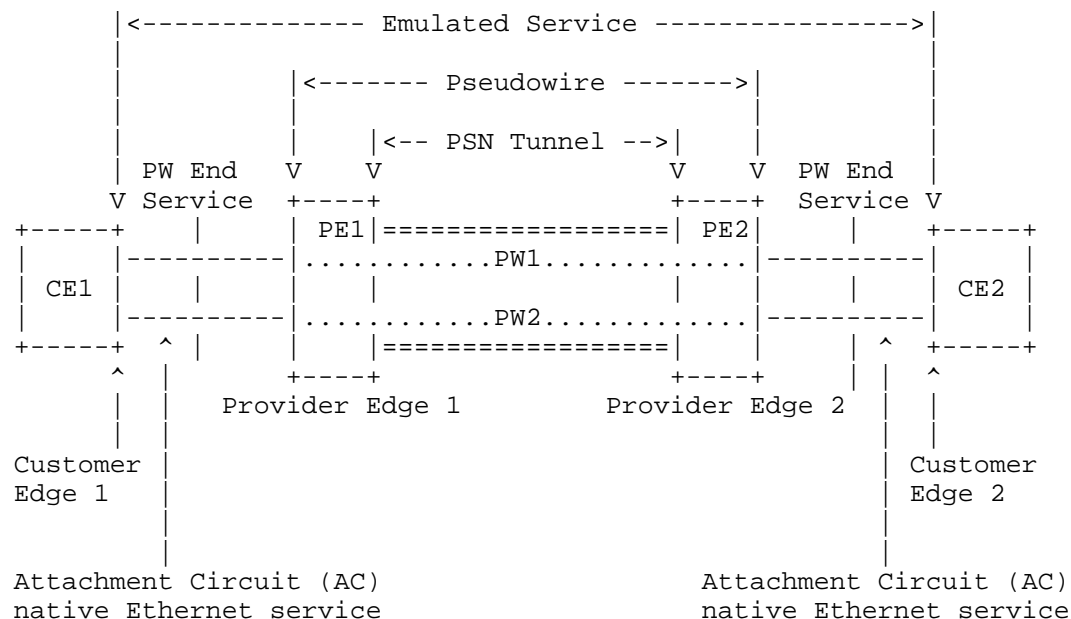 |<-------------- Emulated Service ---------------->|
|<------- Pseudowire ------->|
|<-- PSN Tunnel -->|
PW End V V V V PW End
V Service +----+ +----+ Service V
+-----+ | | PE1|==================| PE2| | +-----+
| |----------|............PW1.............|----------| |
| CE1 | | | | | | | | CE2 |
| |----------|............PW2.............|----------| |
+-----+ ^ | | |==================| | | ^ +-----+
^ | +----+ +----+ | | ^
| | Provider Edge 1 Provider Edge 2 | | |
Customer | | Customer
Edge 1 | | Edge 2
Attachment Circuit (AC) Attachment Circuit (AC)
native Ethernet service native Ethernet service